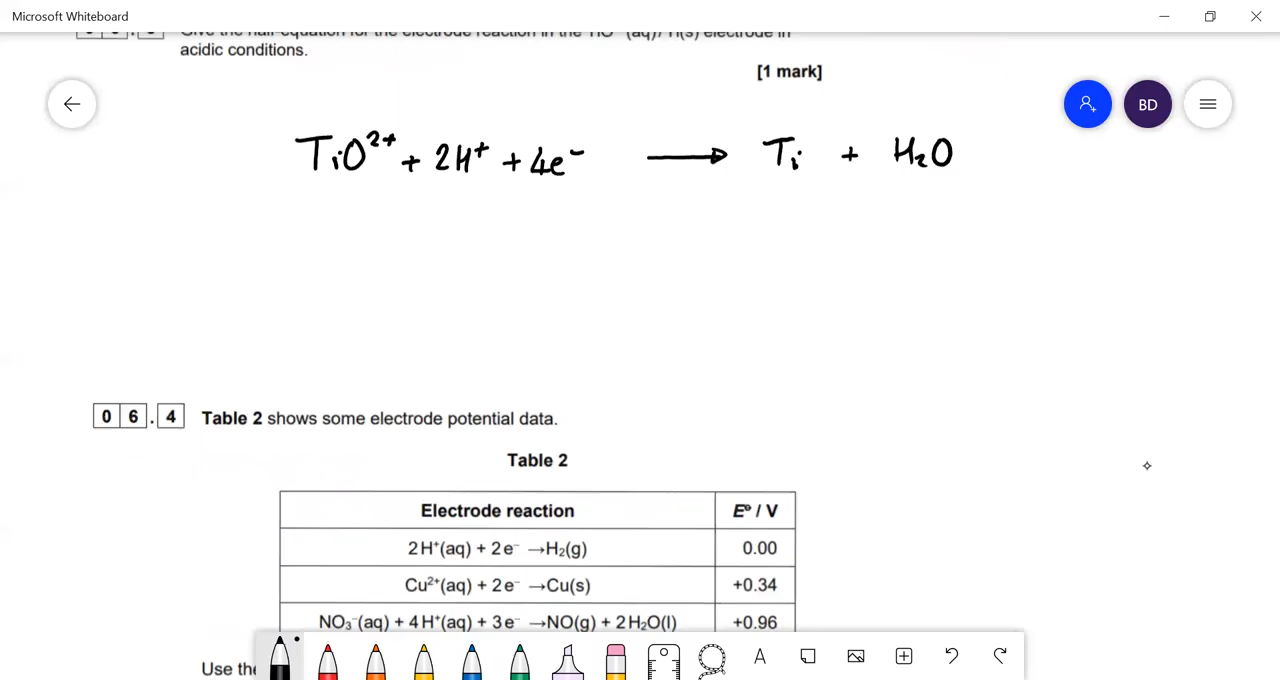 Microsoft Whiteboard
acidic conditions.
[1 mark]
BD
TiO²⁺ + 2H⁺ + 4e⁻ ⟶ Ti + H₂O
0 6 . 4 Table 2 shows some electrode potential data.
Table 2
Electrode reaction E⦵ / V
2H⁺(aq) + 2e⁻ →H₂(g) 0.00
Cu²⁺(aq) + 2e⁻ →Cu(s) +0.34
NO₃⁻(aq) + 4H⁺(aq) + 3e⁻ →NO(g) + 2H₂O(l) +0.96
Use the
A